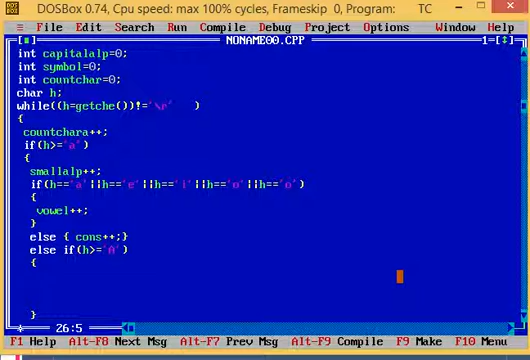 DOSBox 0.74, Cpu speed: max 100% cycles, Frameskip 0, Program: TC
≡ File Edit Search Run Compile Debug Project Options Window Help
[■] NONAME00.CPP 1=[↕]
int capitalalp=0;
int symbol=0;
int countchar=0;
char h;
while((h=getche())!='\r' )
{
countchara++;
if(h>='a')
{
smallalp++;
if(h=='a'||h=='e'||h=='i'||h=='o'||h=='o')
{
vowel++;
}
else { cons++;}
else if(h>='A')
{
}
26:5
F1 Help Alt-F8 Next Msg Alt-F7 Prev Msg Alt-F9 Compile F9 Make F10 Menu